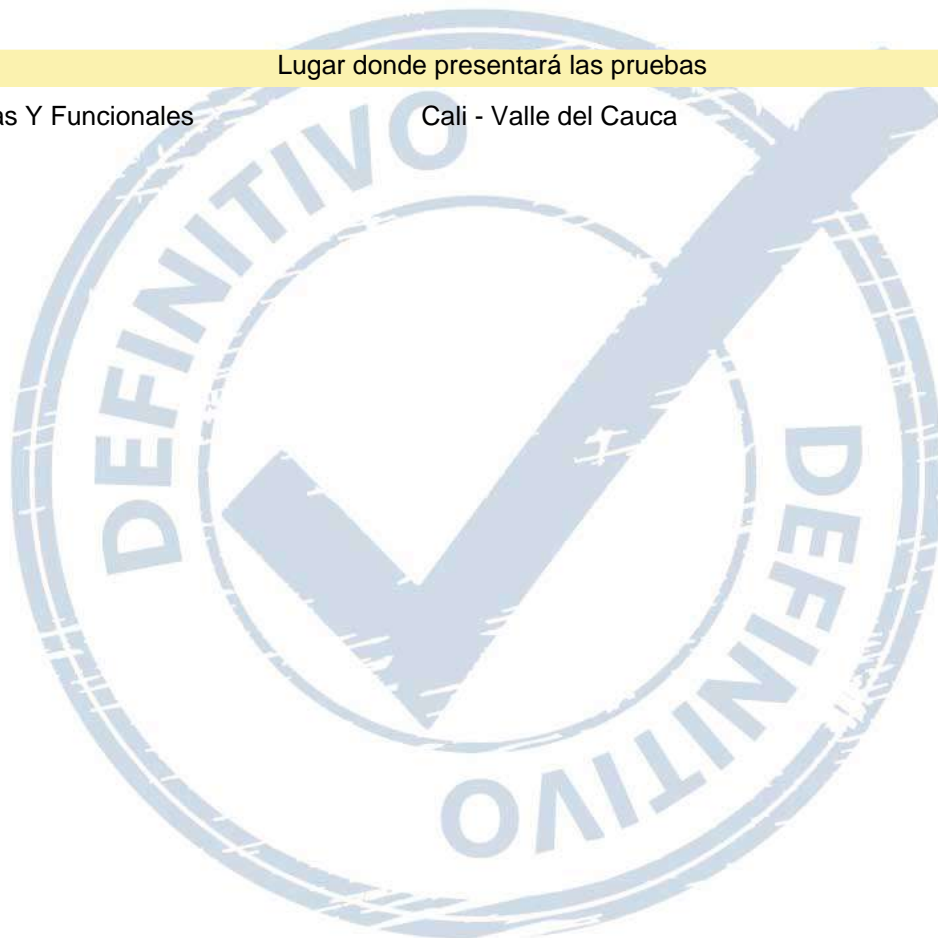 Lugar donde presentará las pruebas
as Y Funcionales Cali - Valle del Cauca
DEFINITIVO
DEFINITIVO